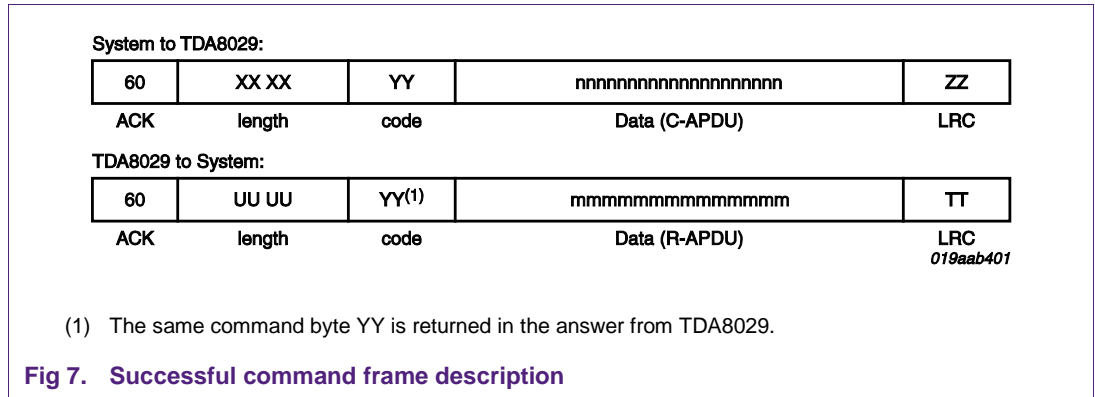 System to TDA8029:
60 XX XX YY nnnnnnnnnnnnnnnnnnn ZZ
ACK length code Data (C-APDU) LRC
TDA8029 to System:
60 UU UU YY(1) mmmmmmmmmmmmmmm TT
ACK length code Data (R-APDU) LRC
019aab401
(1) The same command byte YY is returned in the answer from TDA8029.
Fig 7. Successful command frame description